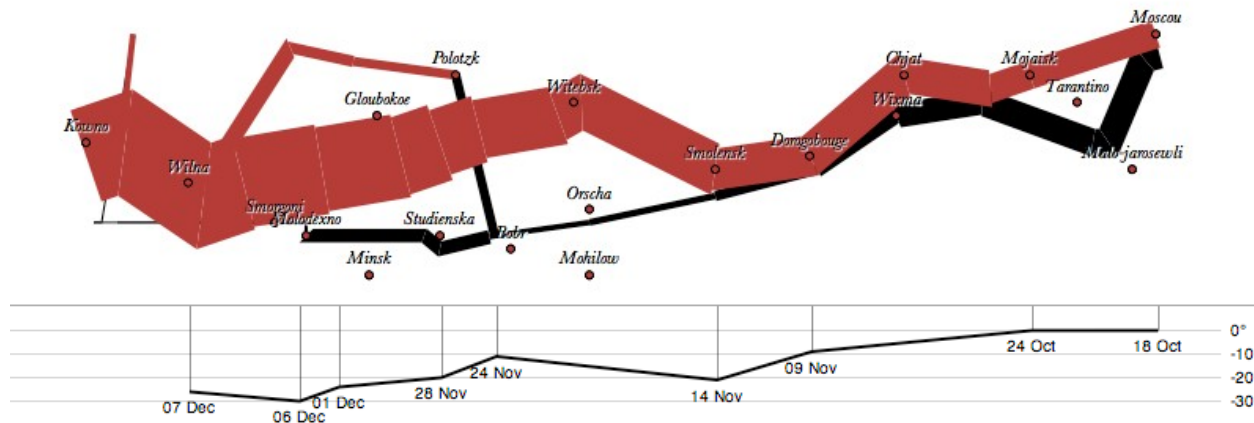 Moscou
Polotzk
Chjat
Mojaisk
Witebsk
Tarantino
Gloubokoe
Wixma
Kowno
Dorogobouge
Wilna
Smolensk
Malo-jarosewli
Smorgoni
Orscha
Molodexno
Studienska
Bobr
Minsk
Mohilow
0°
24 Oct
18 Oct
-10
09 Nov
24 Nov
-20
28 Nov
14 Nov
01 Dec
-30
07 Dec
06 Dec